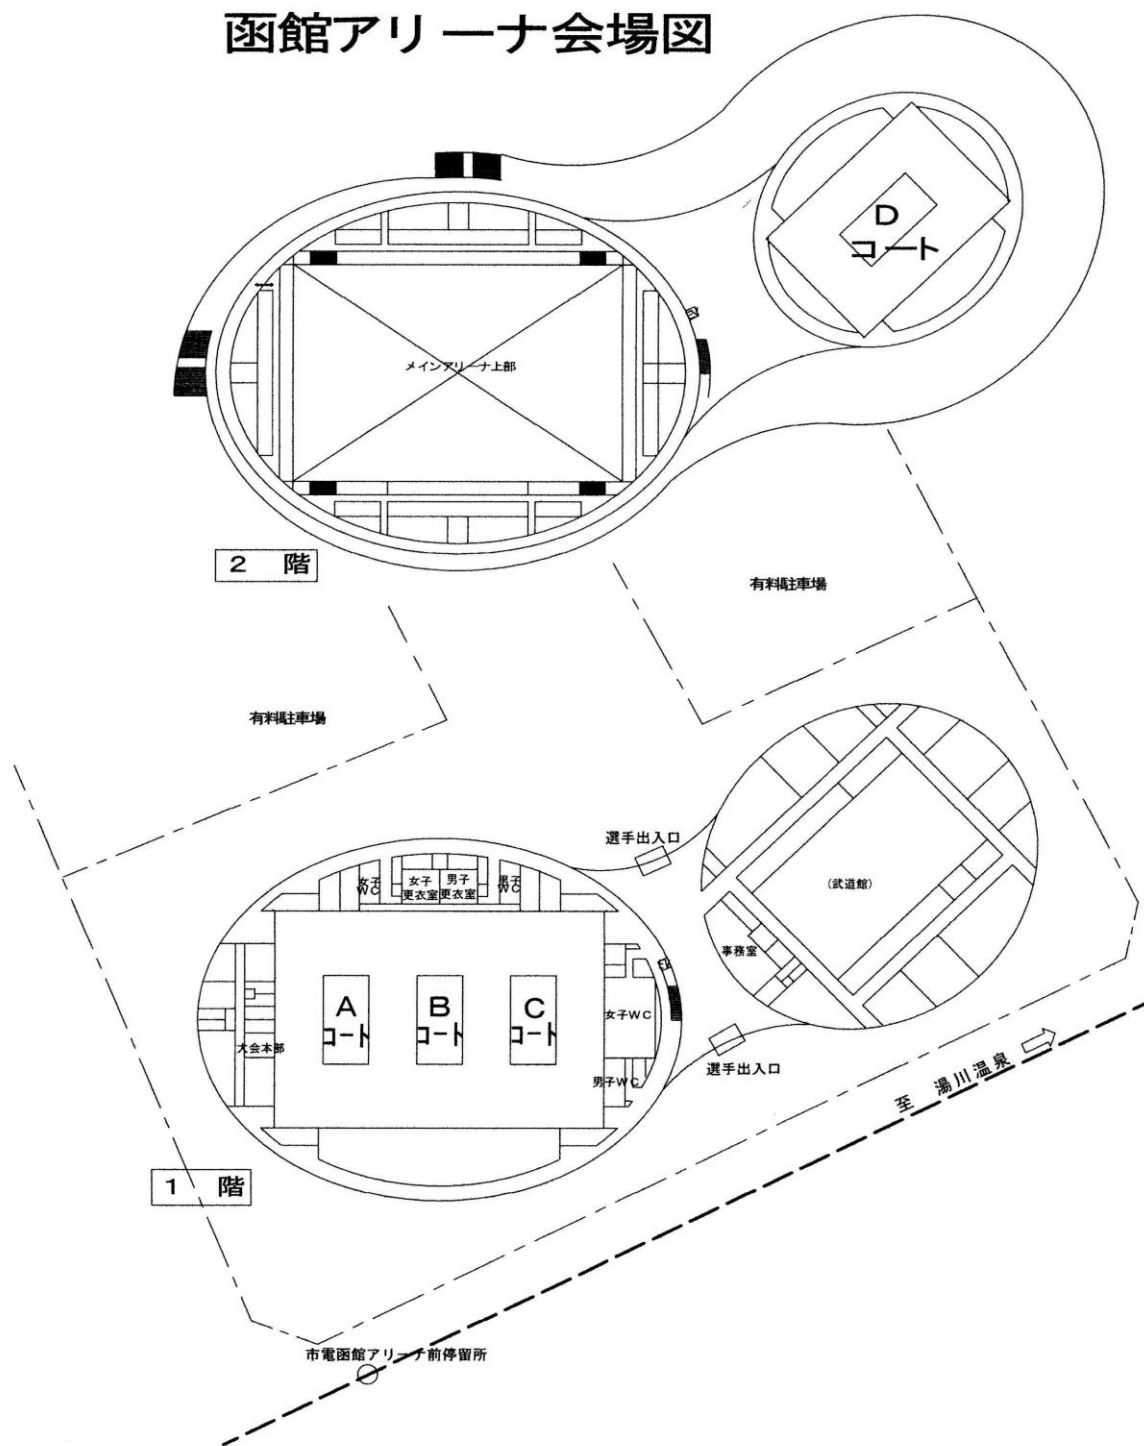 函館アリーナ会場図
D
コート
メインアリーナ上部
2 階
有料駐車場
有料駐車場
選手出入口
女子
WC
女子
更衣室
男子
更衣室
男子
WC
(武道館)
事務室
A
コート
B
コート
C
コート
女子WC
大会本部
男子WC
選手出入口
至 湯川温泉
1 階
市電函館アリーナ前停留所